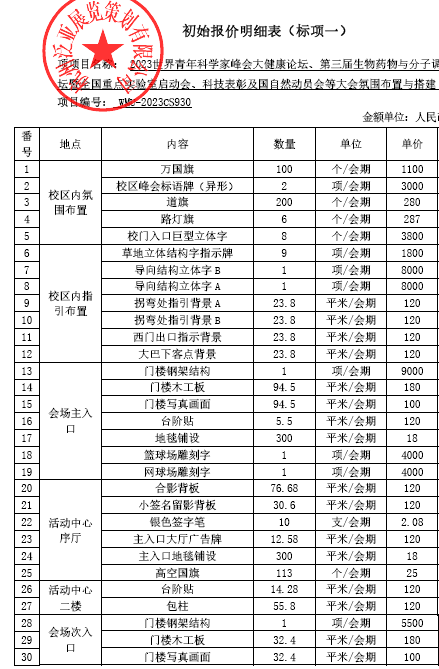 初始报价明细表（标项一）
项项目名称： 2023世界青年科学家峰会大健康论坛、第三届生物药物与分子调
坛暨全国重点实验室启动会、科技表彰及国自然动员会等大会氛围布置与搭建
项目编号： WMU-2023CS930
金额单位：人民
番号 地点 内容 数量 单位 单价
校区内氛围布置
1 万国旗 100 个/会期 1100
2 校区峰会标语牌（异形） 2 项/会期 3000
3 道旗 200 个/会期 280
4 路灯旗 6 个/会期 287
5 校门入口巨型立体字 8 个/会期 3800
校区内指引布置
6 草地立体结构字指示牌 9 项/会期 1800
7 导向结构立体字 B 1 项/会期 8000
8 导向结构立体字 A 1 项/会期 8000
9 拐弯处指引背景 A 23.8 平米/会期 120
10 拐弯处指引背景 B 23.8 平米/会期 120
11 西门出口指示背景 23.8 平米/会期 120
12 大巴下客点背景 23.8 平米/会期 120
会场主入口
13 门楼钢架结构 1 项/会期 9000
14 门楼木工板 94.5 平米/会期 180
15 门楼写真画面 94.5 平米/会期 100
16 台阶贴 5.5 平米/会期 120
17 地毯铺设 300 平米/会期 18
18 篮球场雕刻字 1 项/会期 4000
19 网球场雕刻字 1 项/会期 4000
活动中心序厅
20 合影背板 76.68 平米/会期 120
21 小签名留影背板 30.6 平米/会期 120
22 银色签字笔 10 支/会期 2.08
23 主入口大厅广告牌 12.58 平米/会期 120
24 主入口地毯铺设 300 平米/会期 18
25 高空国旗 113 个/会期 25
活动中心二楼
26 台阶贴 14.28 平米/会期 120
27 包柱 55.8 平米/会期 120
会场次入口
28 门楼钢架结构 1 项/会期 5500
29 门楼木工板 32.4 平米/会期 180
30 门楼写真画面 32.4 平米/会期 100